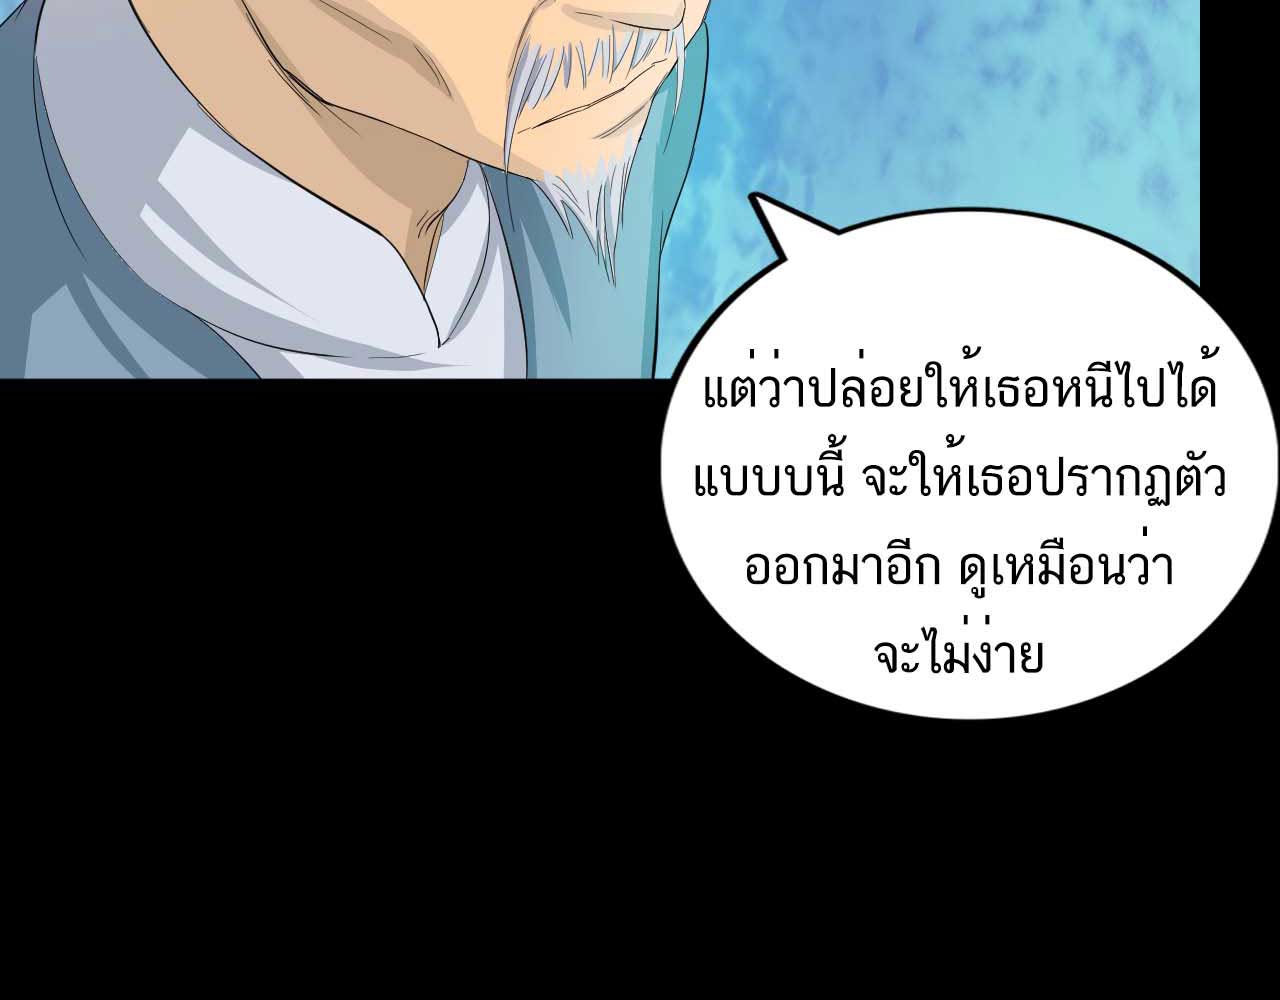 แต่ว่าปล่อยให้เธอหนีไปได้
แบบบนี้ จะให้เธอปรากฏตัว
ออกมาอีก ดูเหมือนว่า
จะไม่ง่าย